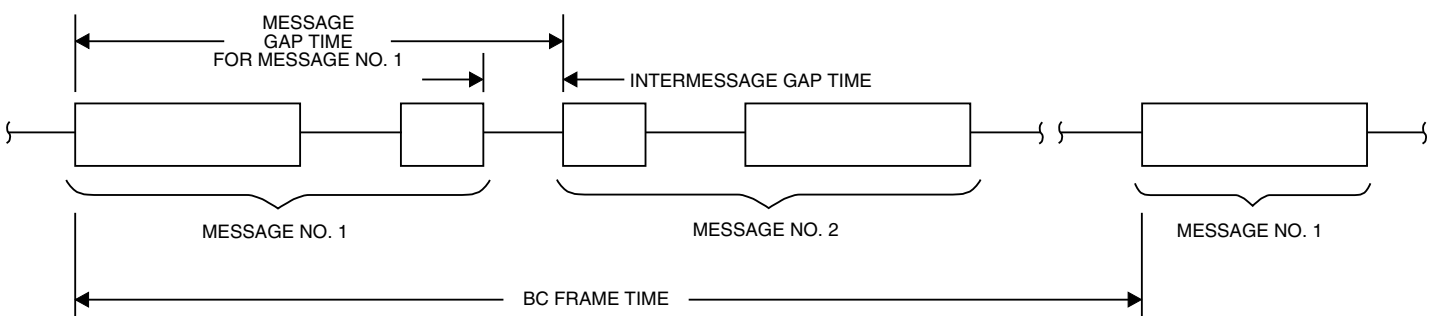 MESSAGE
GAP TIME
FOR MESSAGE NO. 1
INTERMESSAGE GAP TIME
MESSAGE NO. 1
MESSAGE NO. 2
MESSAGE NO. 1
BC FRAME TIME